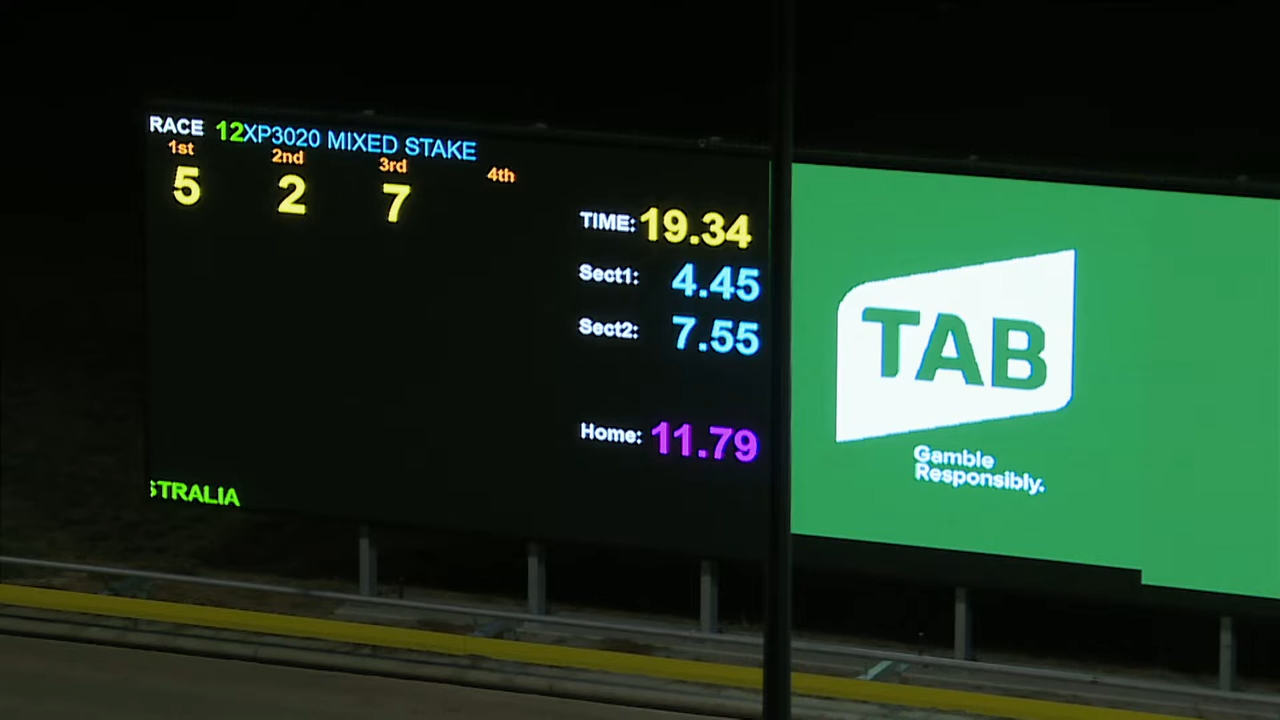 RACE 12XP3020 MIXED STAKE
1st 2nd 3rd 4th
5 2 7
TIME: 19.34
Sect1: 4.45
Sect2: 7.55
Home: 11.79
STRALIA
TAB
Gamble
Responsibly.